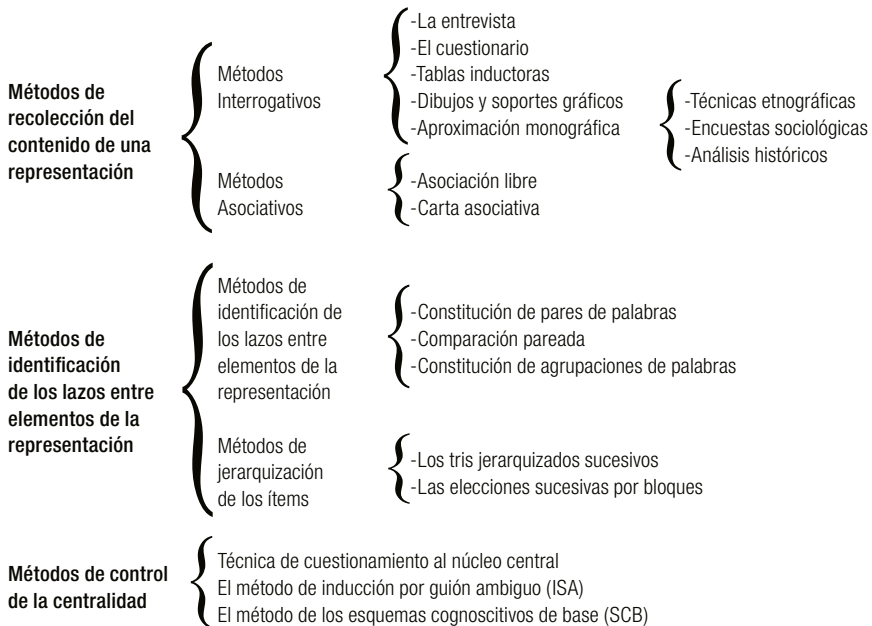 Métodos de
recolección del
contenido de una
representación
Métodos
Interrogativos
-La entrevista
-El cuestionario
-Tablas inductoras
-Dibujos y soportes gráficos
-Aproximación monográfica
-Técnicas etnográficas
-Encuestas sociológicas
-Análisis históricos
Métodos
Asociativos
-Asociación libre
-Carta asociativa
Métodos de
identificación
de los lazos entre
elementos de la
representación
Métodos de
identificación de
los lazos entre
elementos de la
representación
-Constitución de pares de palabras
-Comparación pareada
-Constitución de agrupaciones de palabras
Métodos de
jerarquización
de los ítems
-Los tris jerarquizados sucesivos
-Las elecciones sucesivas por bloques
Métodos de control
de la centralidad
Técnica de cuestionamiento al núcleo central
El método de inducción por guión ambiguo (ISA)
El método de los esquemas cognoscitivos de base (SCB)